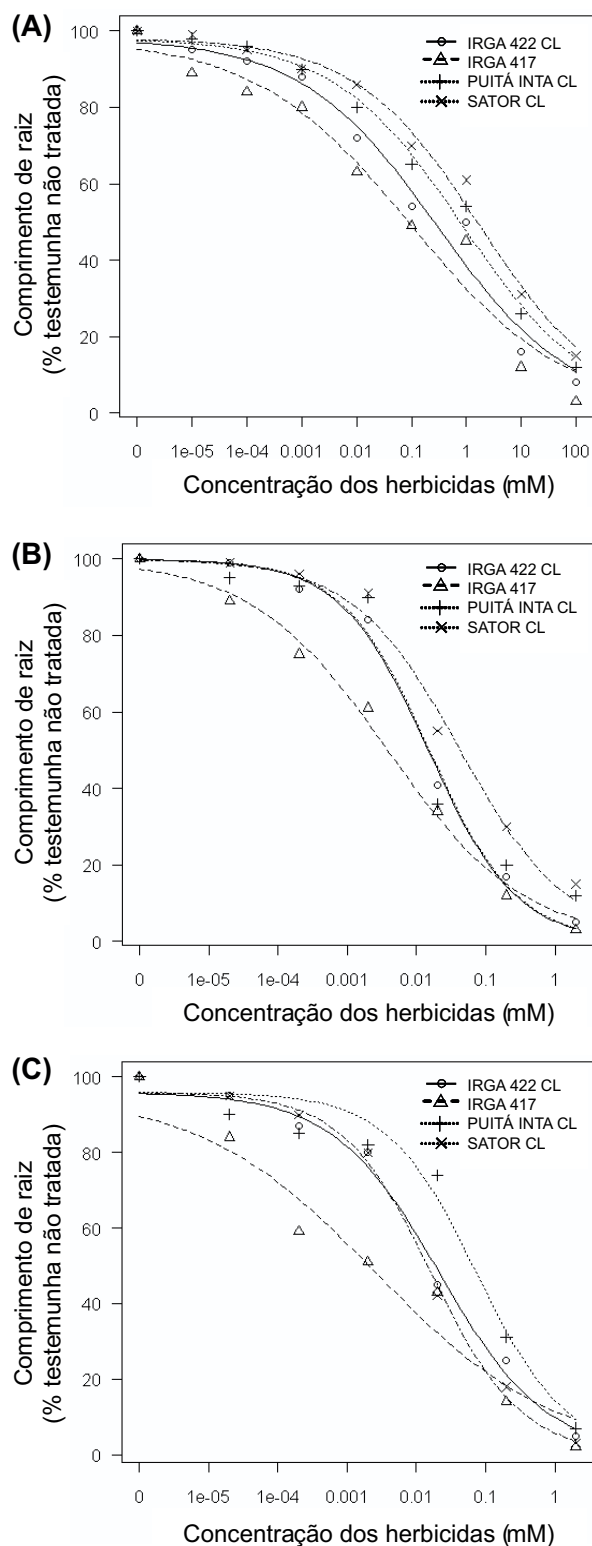 (A)
IRGA 422 CL
IRGA 417
PUITÁ INTA CL
SATOR CL
Comprimento de raiz
(% testemunha não tratada)
100
80
60
40
20
0
0 1e-05 1e-04 0.001 0.01 0.1 1 10 100
Concentração dos herbicidas (mM)
(B)
IRGA 422 CL
IRGA 417
PUITÁ INTA CL
SATOR CL
Comprimento de raiz
(% testemunha não tratada)
100
80
60
40
20
0
0 1e-05 1e-04 0.001 0.01 0.1 1
Concentração dos herbicidas (mM)
(C)
IRGA 422 CL
IRGA 417
PUITÁ INTA CL
SATOR CL
Comprimento de raiz
(% testemunha não tratada)
100
80
60
40
20
0
0 1e-05 1e-04 0.001 0.01 0.1 1
Concentração dos herbicidas (mM)